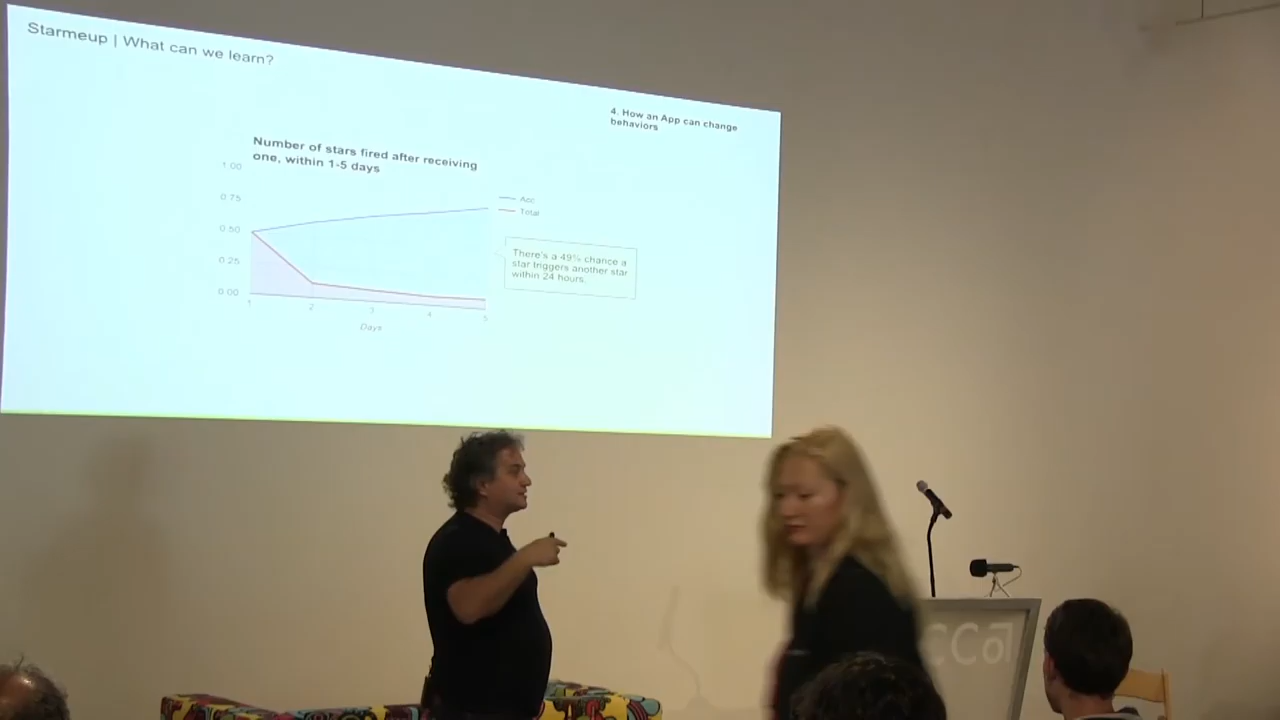 Starmeup | What can we learn?
4. How an App can change
behaviors
Number of stars fired after receiving
one, within 1-5 days
1.00
0.75
0.50
0.25
0.00
1
2
3
4
5
Days
Acc
Total
There's a 49% chance a
star triggers another star
within 24 hours.